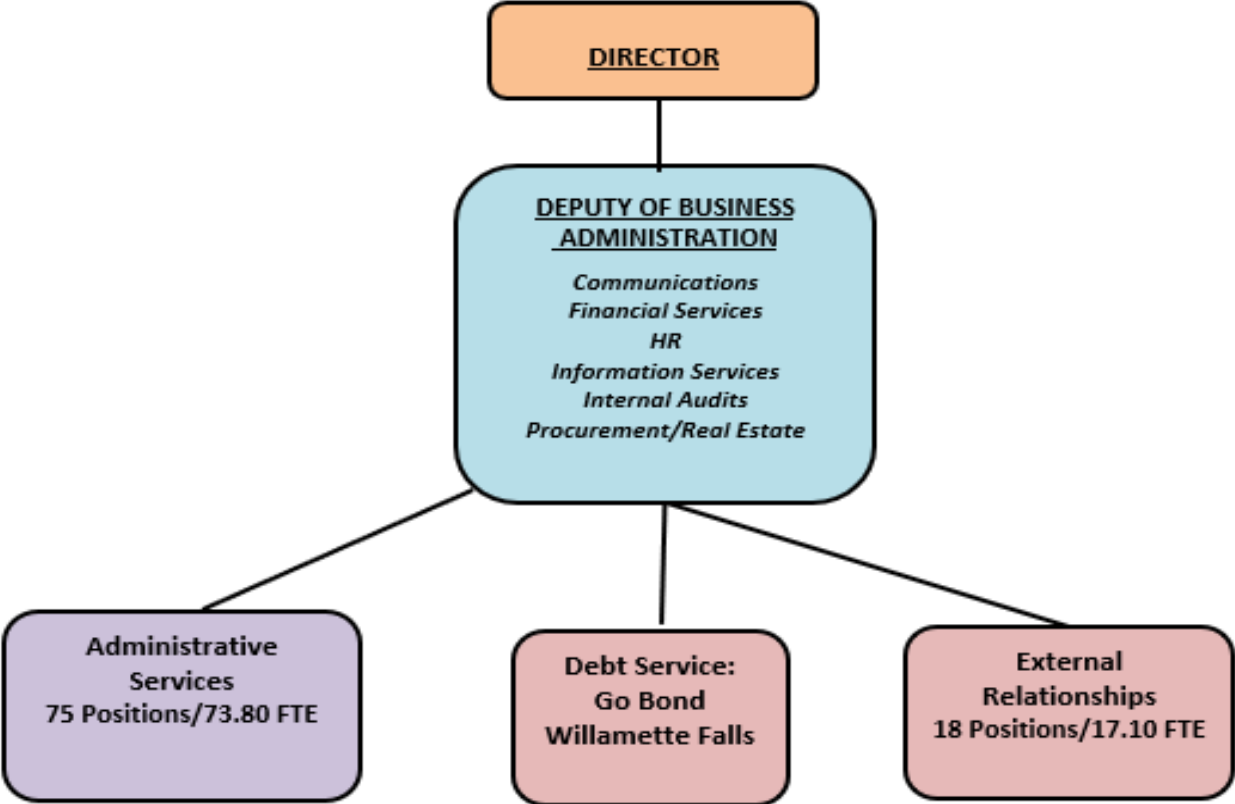 DIRECTOR
DEPUTY OF BUSINESS
ADMINISTRATION
Communications
Financial Services
HR
Information Services
Internal Audits
Procurement/Real Estate
Administrative
Services
75 Positions/73.80 FTE
Debt Service:
Go Bond
Willamette Falls
External
Relationships
18 Positions/17.10 FTE